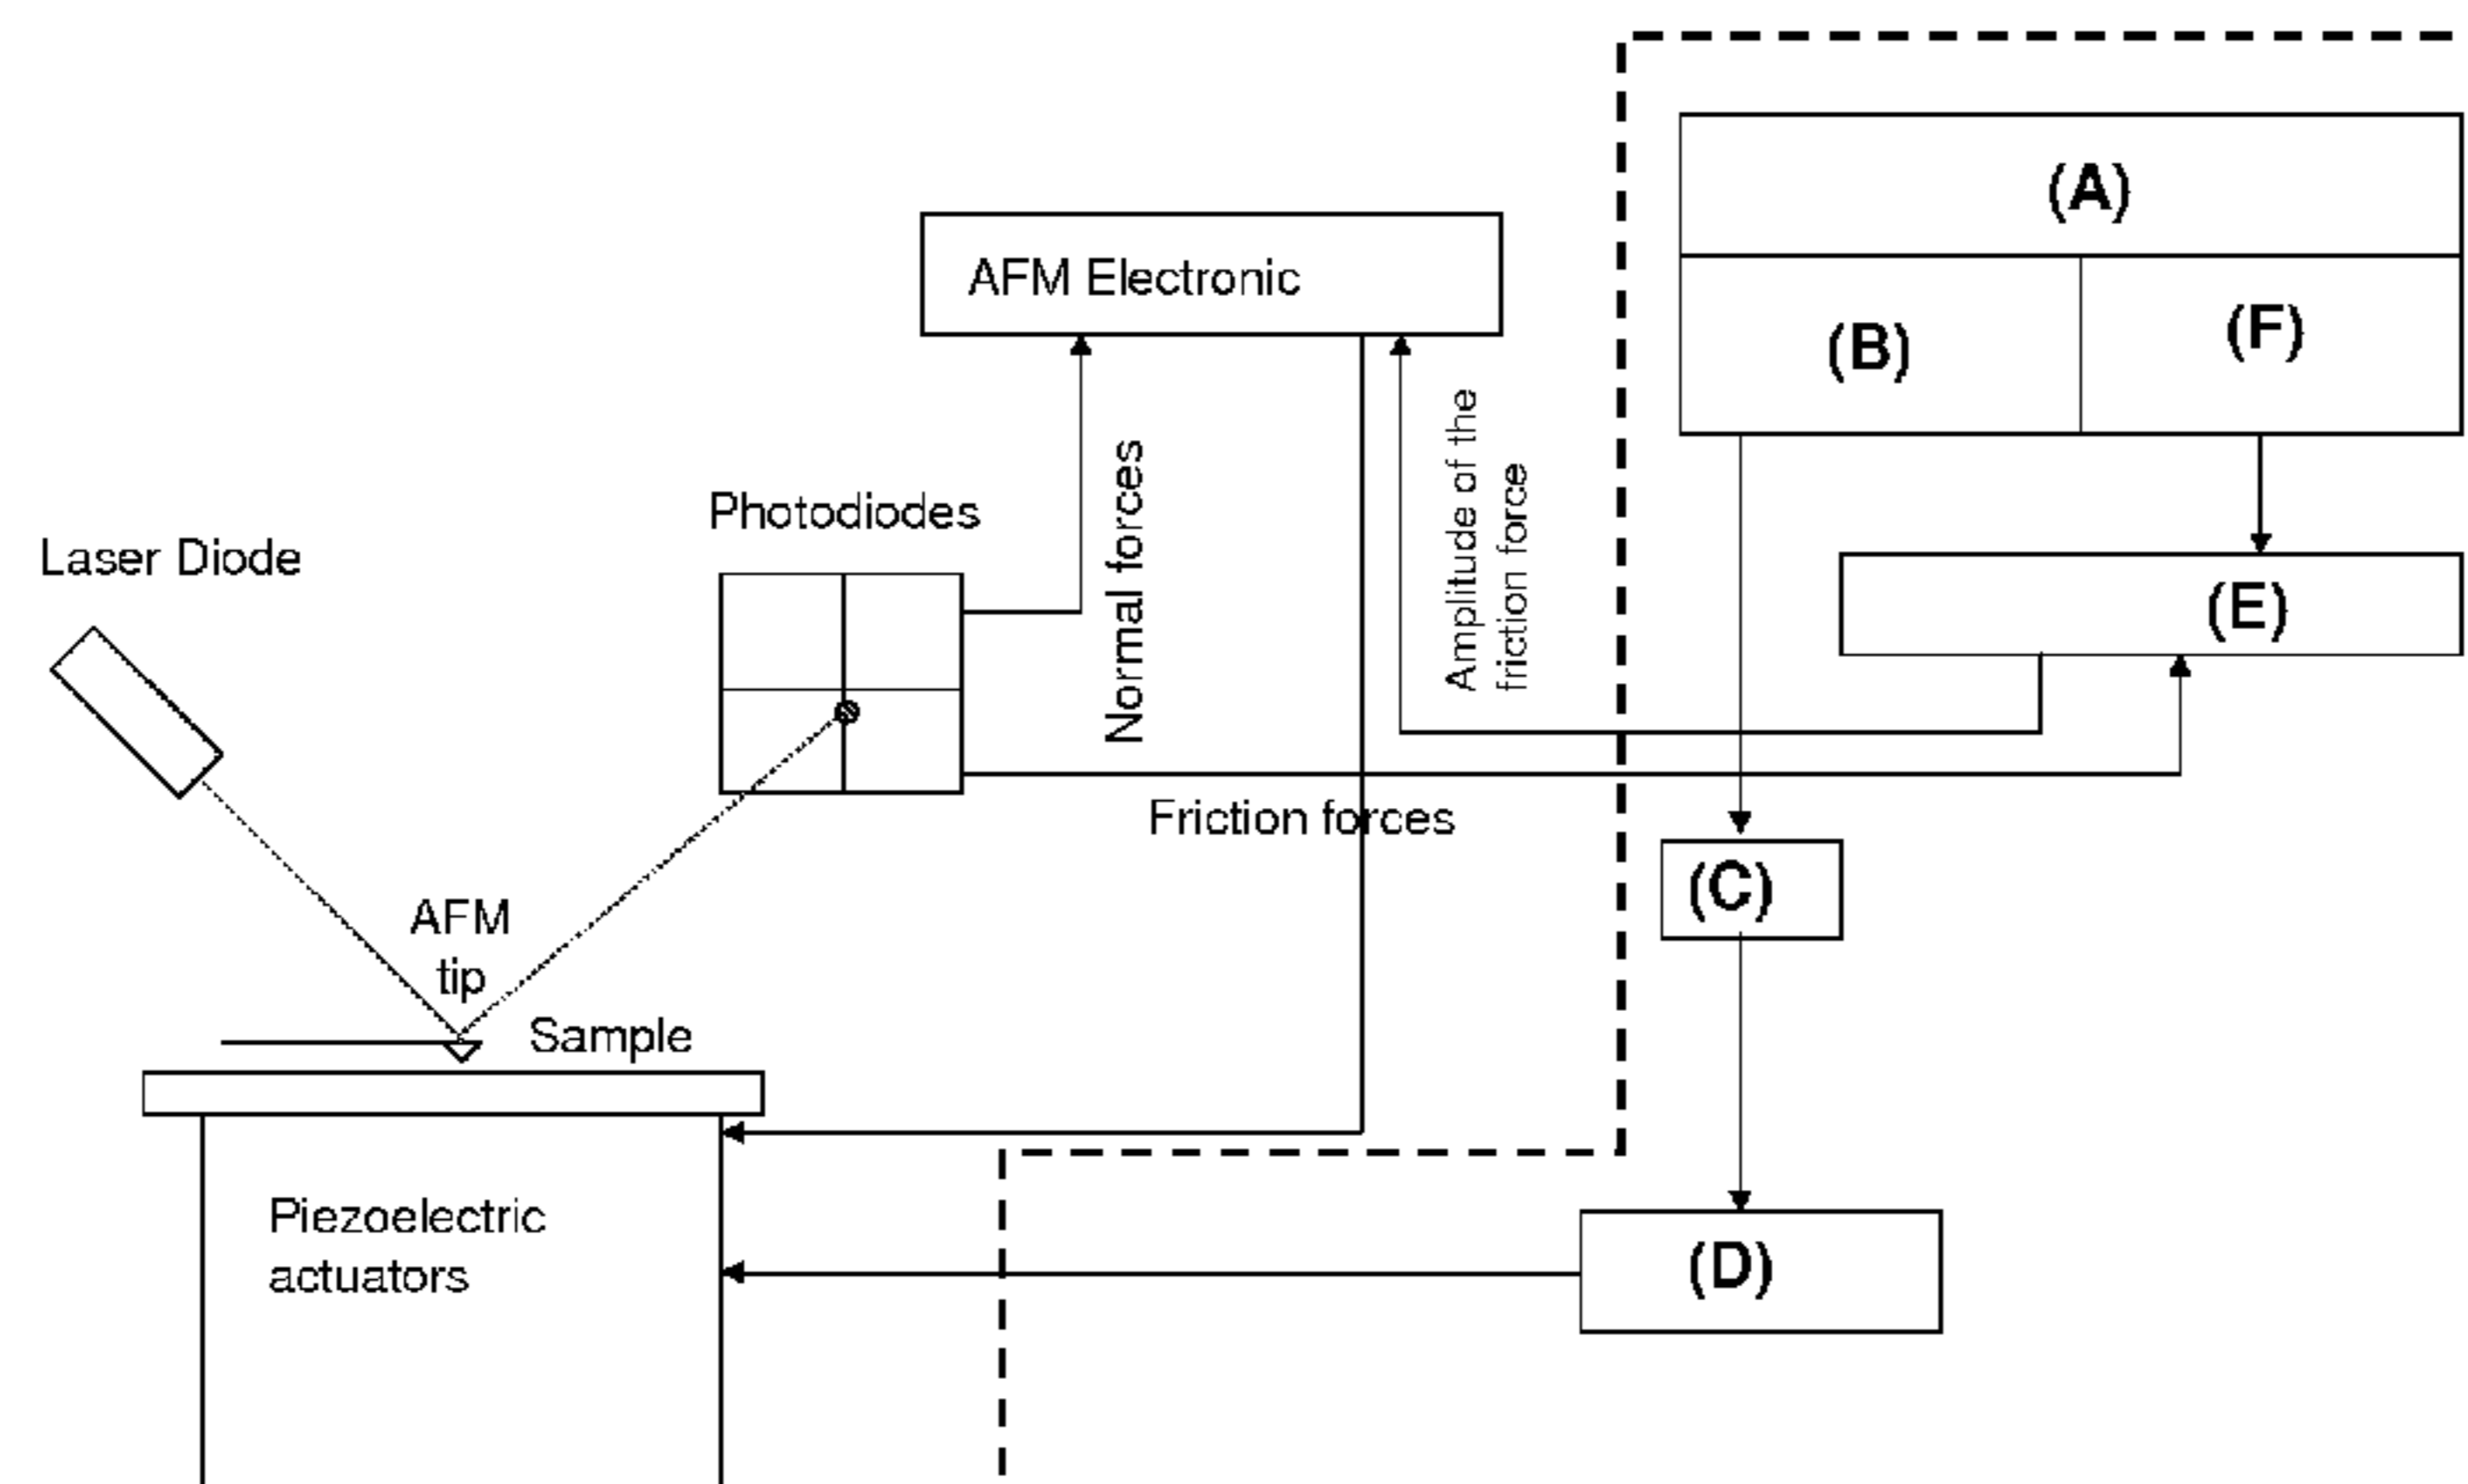 (A)
AFM Electronic
(B)
(F)
Amplitude of the
friction force
Normal forces
Photodiodes
Laser Diode
(E)
Friction forces
(C)
AFM
tip
Sample
Piezoelectric
actuators
(D)